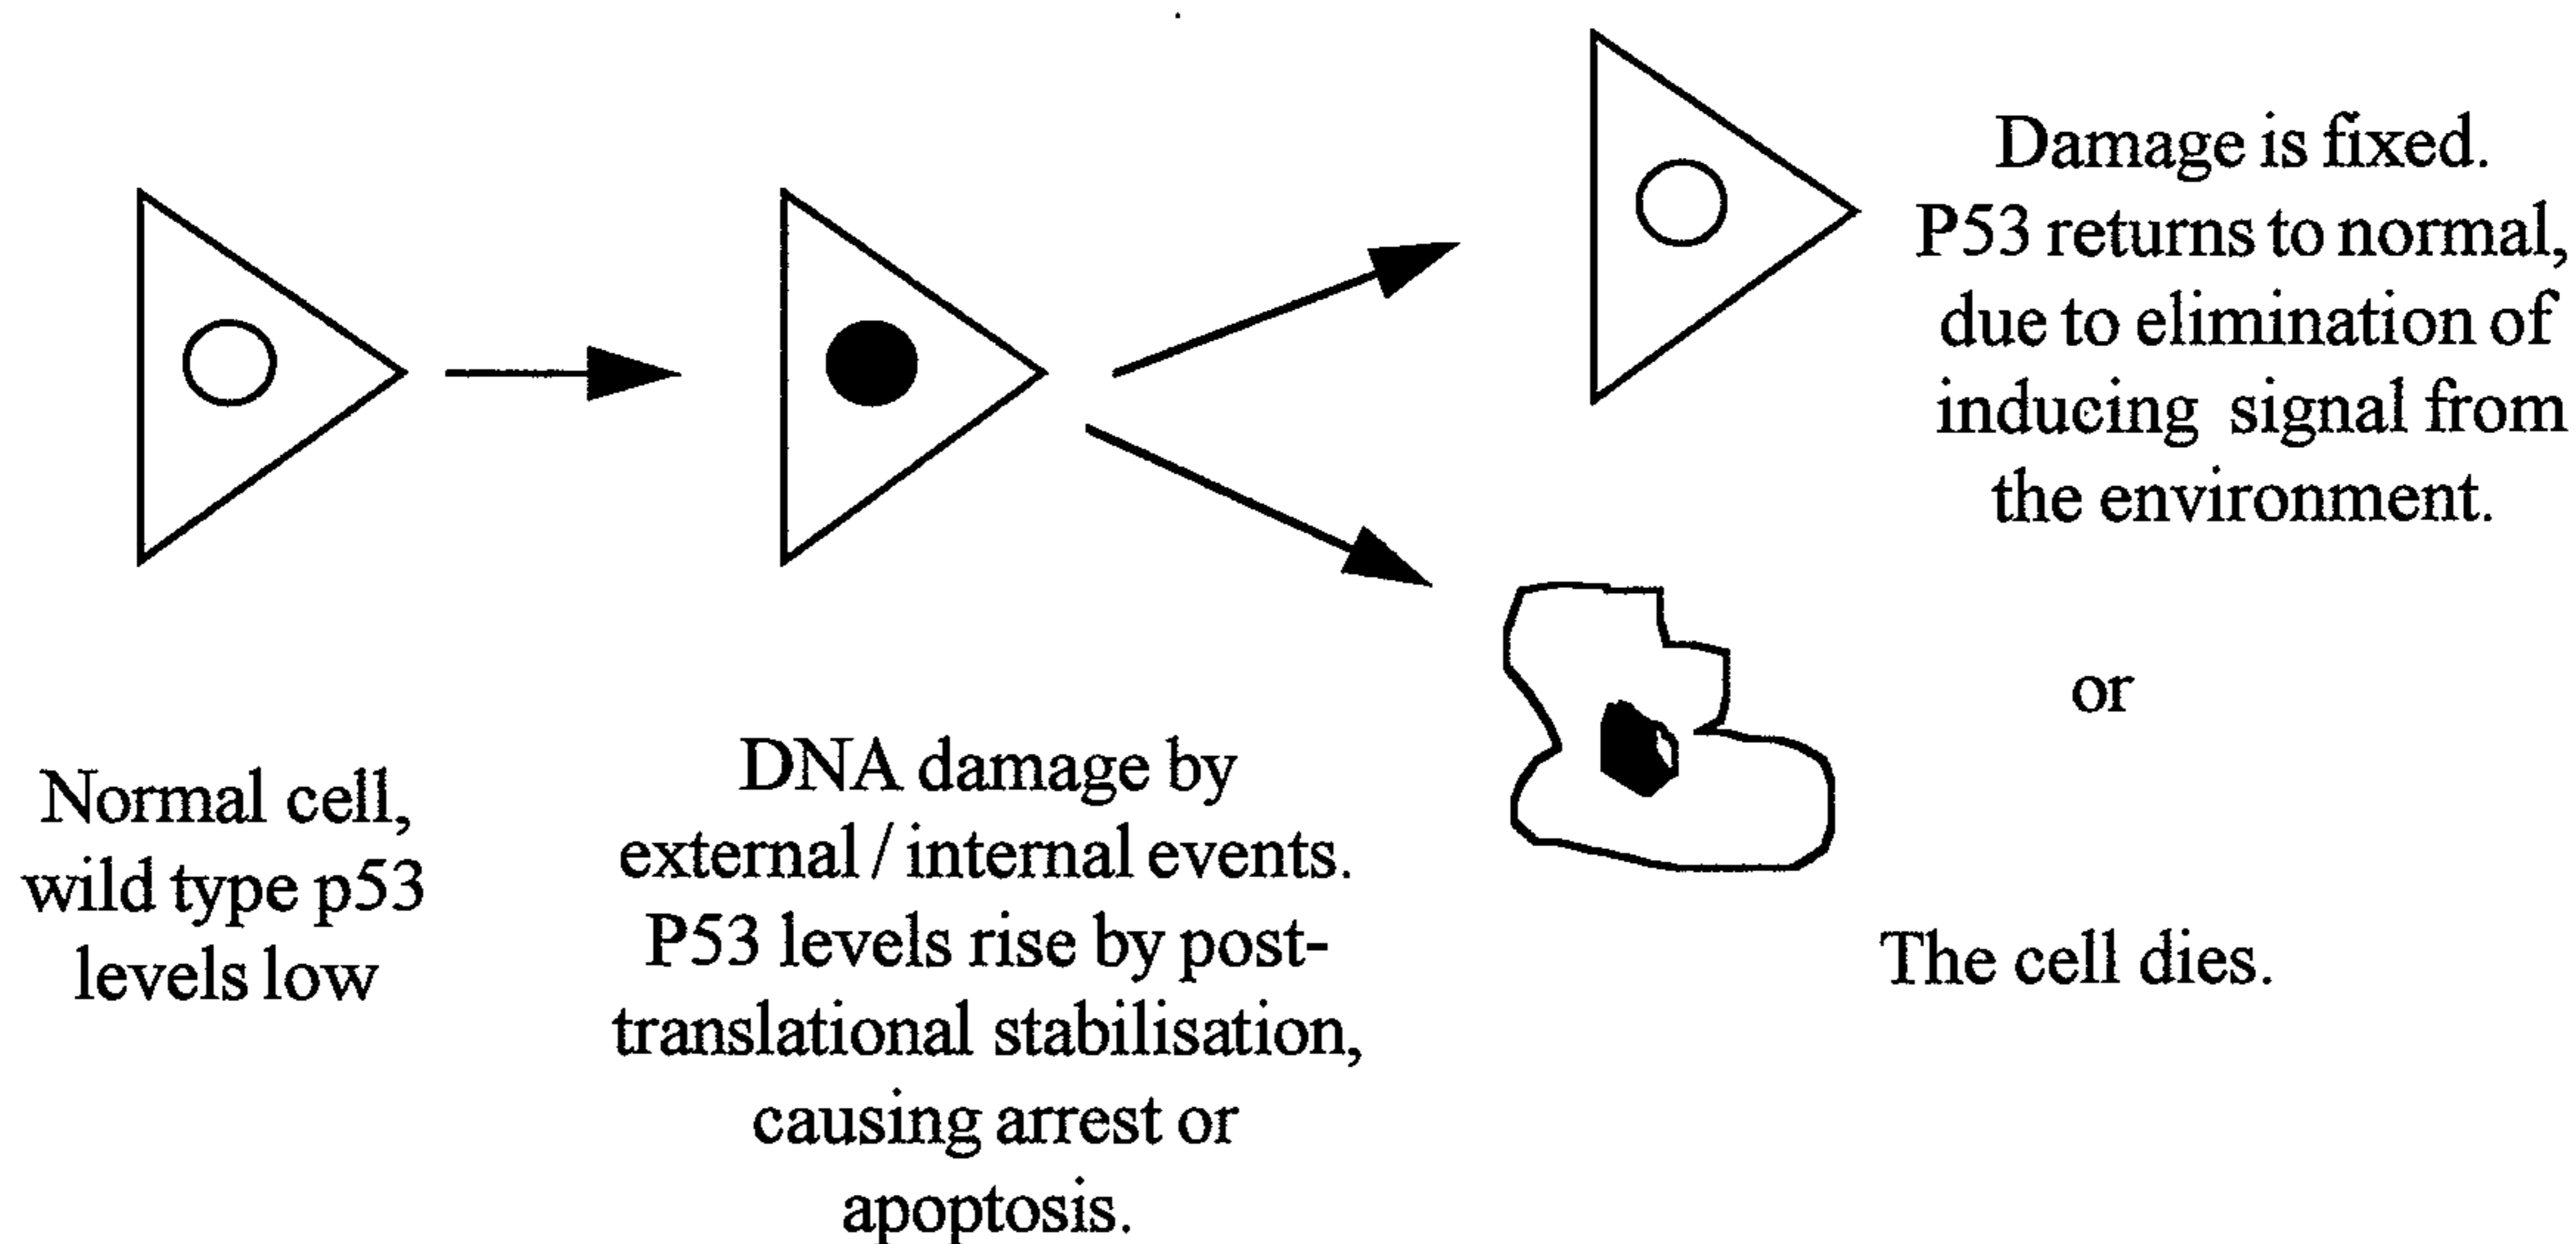 Normal cell,
wild type p53
levels low
DNA damage by
external / internal events.
P53 levels rise by post-
translational stabilisation,
causing arrest or
apoptosis.
Damage is fixed.
P53 returns to normal,
due to elimination of
inducing signal from
the environment.
or
The cell dies.